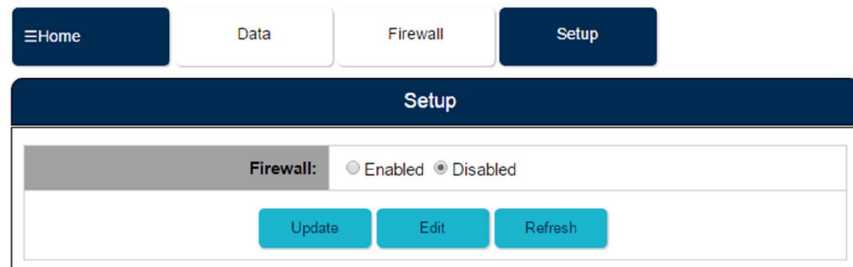 ☰Home Data Firewall Setup
Setup
Firewall: Enabled Disabled
Update Edit Refresh